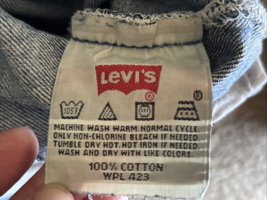 LEVI'S
®
105F
MACHINE WASH WARM, NORMAL CYCLE.
ONLY NON-CHLORINE BLEACH IF NEEDED
TUMBLE DRY HOT. HOT IRON IF NEEDED
WASH AND DRY WITH LIKE COLORS.
100% COTTON
WPL 423